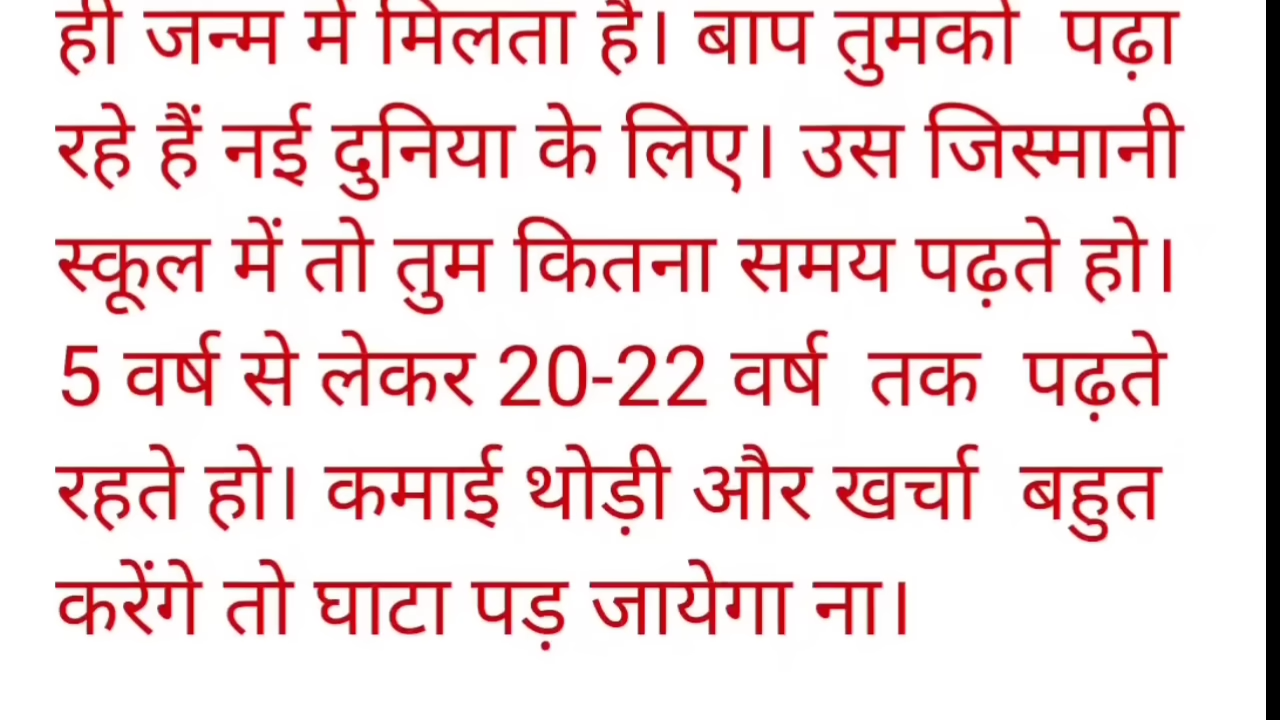 ही जन्म में मिलता है। बाप तुमको पढ़ा
रहे हैं नई दुनिया के लिए। उस जिस्मानी
स्कूल में तो तुम कितना समय पढ़ते हो।
5 वर्ष से लेकर 20-22 वर्ष तक पढ़ते
रहते हो। कमाई थोड़ी और खर्चा बहुत
करेंगे तो घाटा पड़ जायेगा ना।